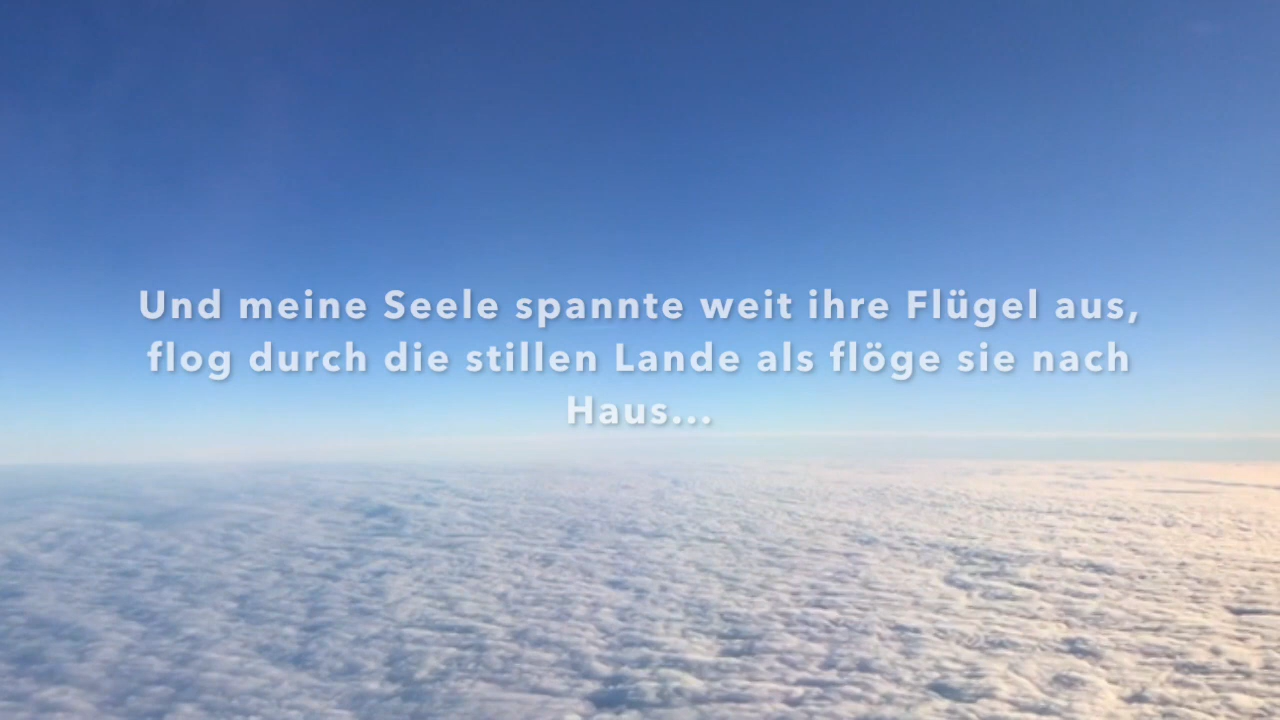 Und meine Seele spannte weit ihre Flügel aus,
flog durch die stillen Lande als flöge sie nach
Haus...